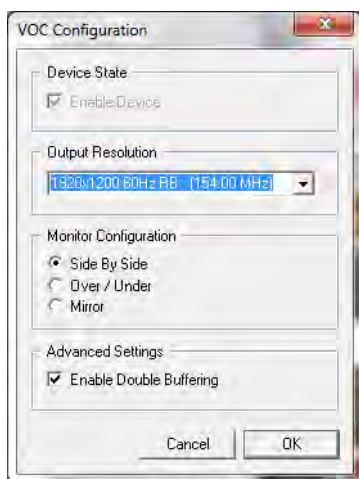 VOC Configuration
Device State
Enable Device
Output Resolution
1920x1200 60Hz RB (154.00 MHz)
Monitor Configuration
Side By Side
Over / Under
Mirror
Advanced Settings
Enable Double Buffering
Cancel
OK